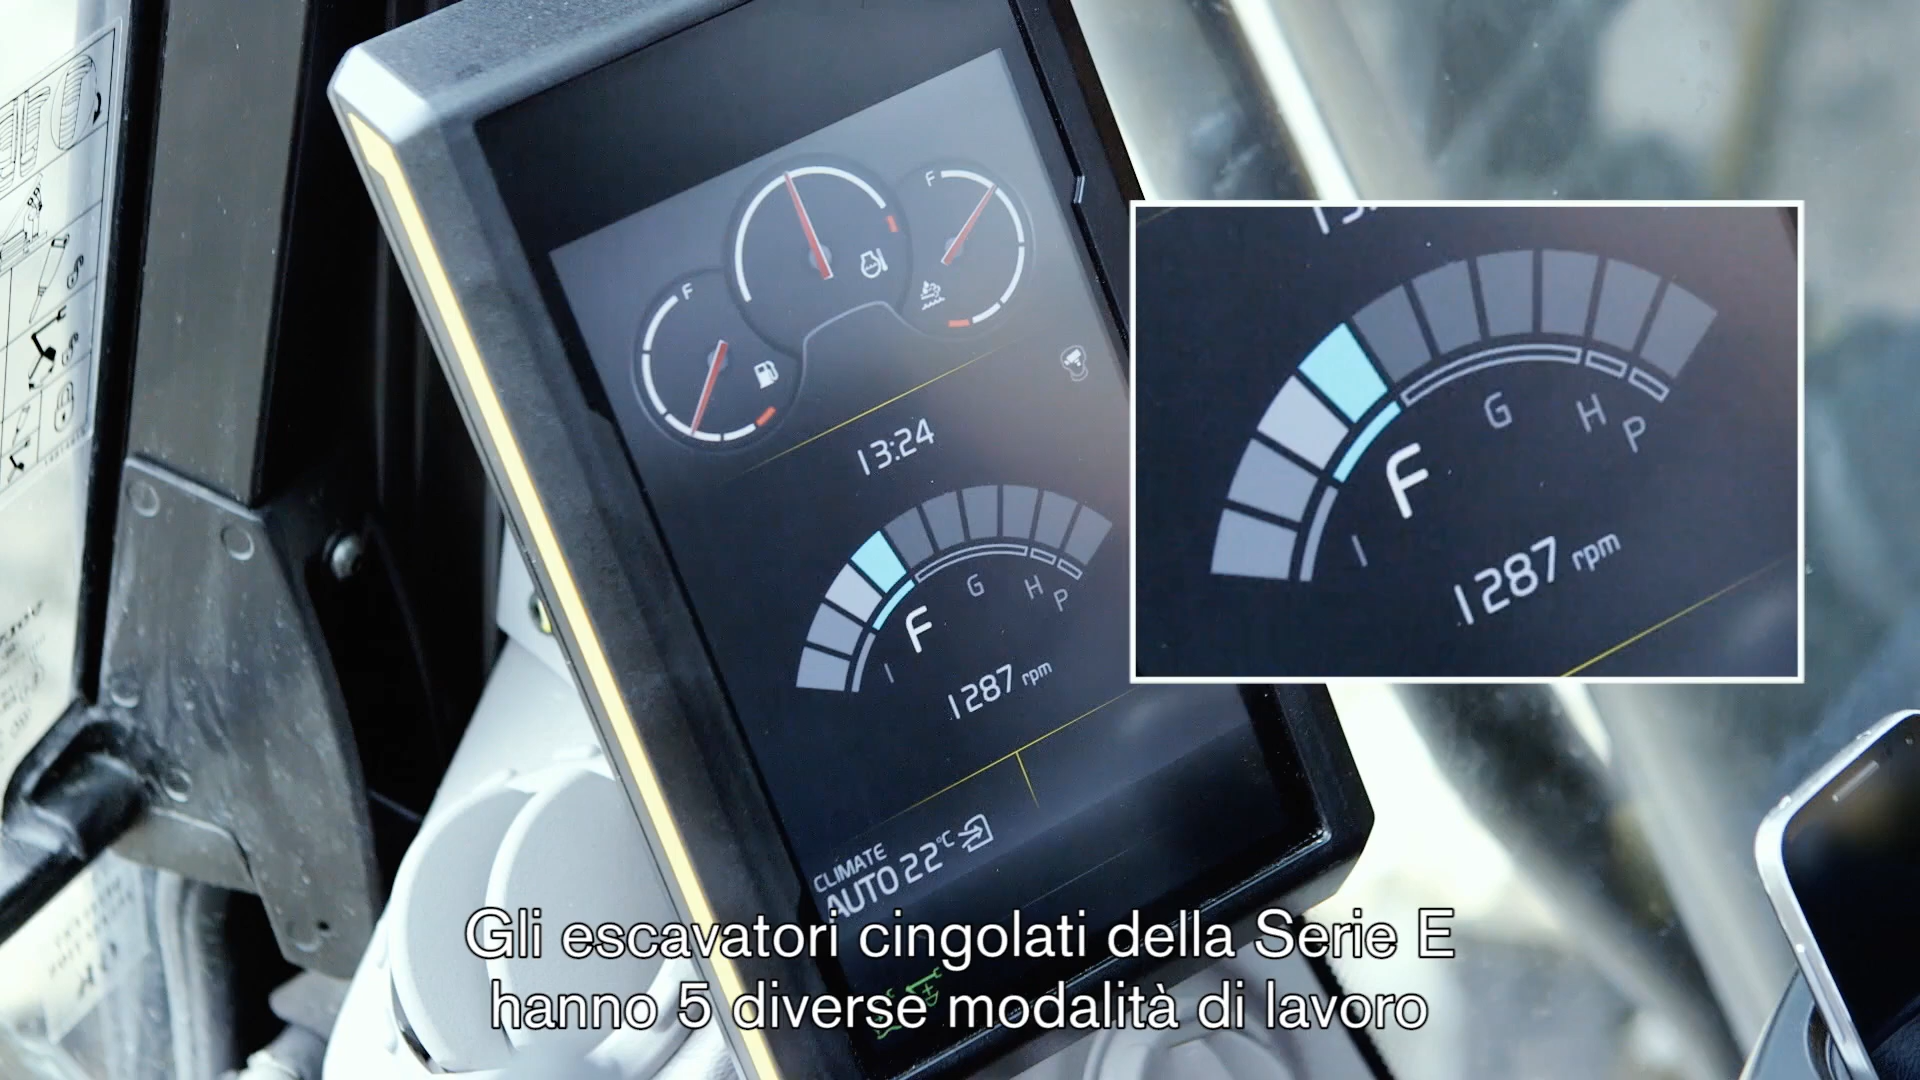 F
F
13:24
I
F
G
H
P
1287 rpm
CLIMATE
AUTO 22°C
I
F
G
H
P
1287 rpm
Gli escavatori cingolati della Serie E
hanno 5 diverse modalità di lavoro